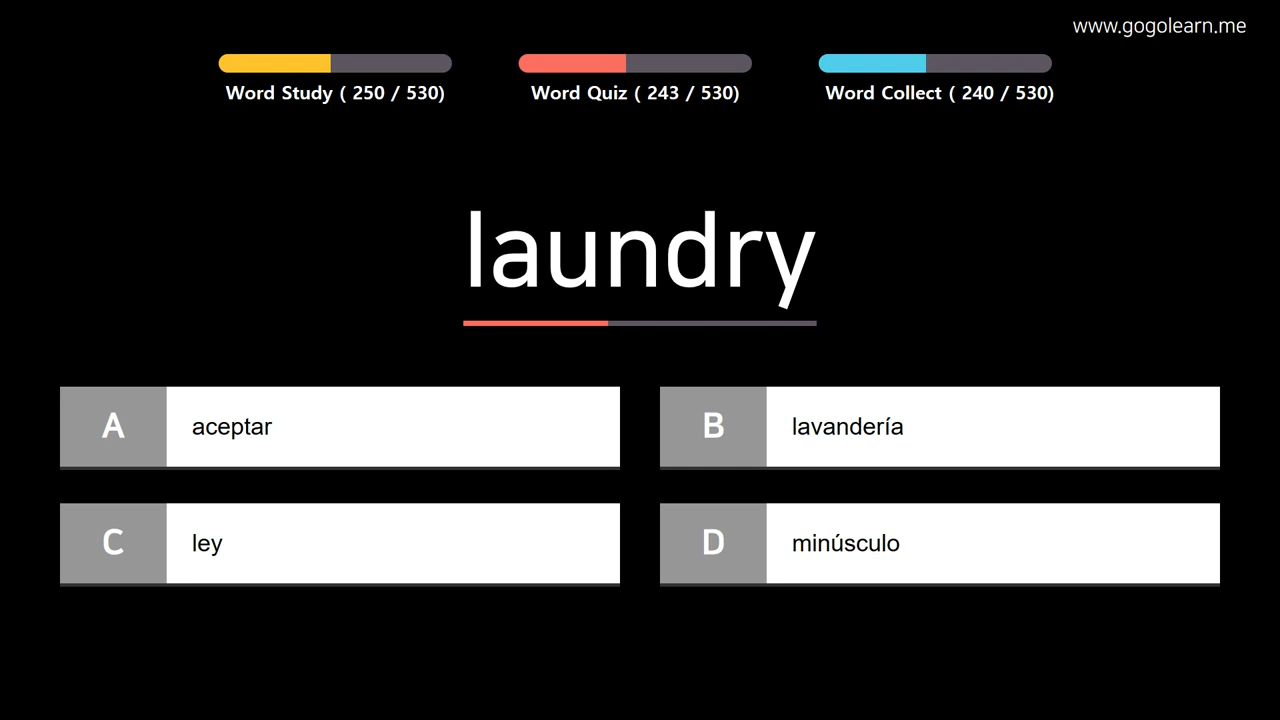 www.gogolearn.me
Word Study ( 250 / 530)
Word Quiz ( 243 / 530)
Word Collect ( 240 / 530)
laundry
A aceptar
B lavandería
C ley
D minúsculo